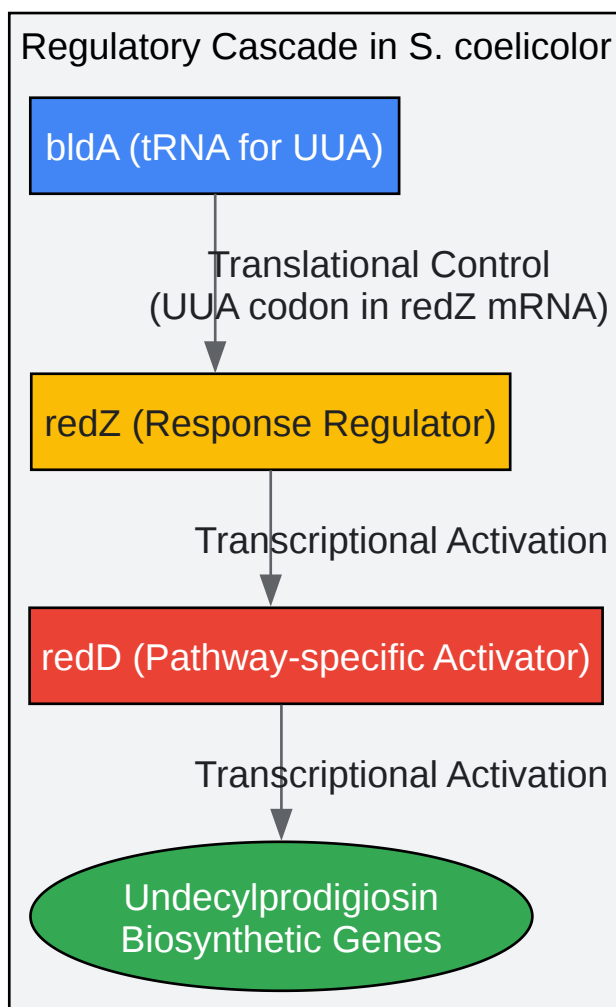 Regulatory Cascade in S. coelicolor
bldA (tRNA for UUA)
Translational Control
(UUA codon in redZ mRNA)
redZ (Response Regulator)
Transcriptional Activation
redD (Pathway-specific Activator)
Transcriptional Activation
Undecylprodigiosin
Biosynthetic Genes